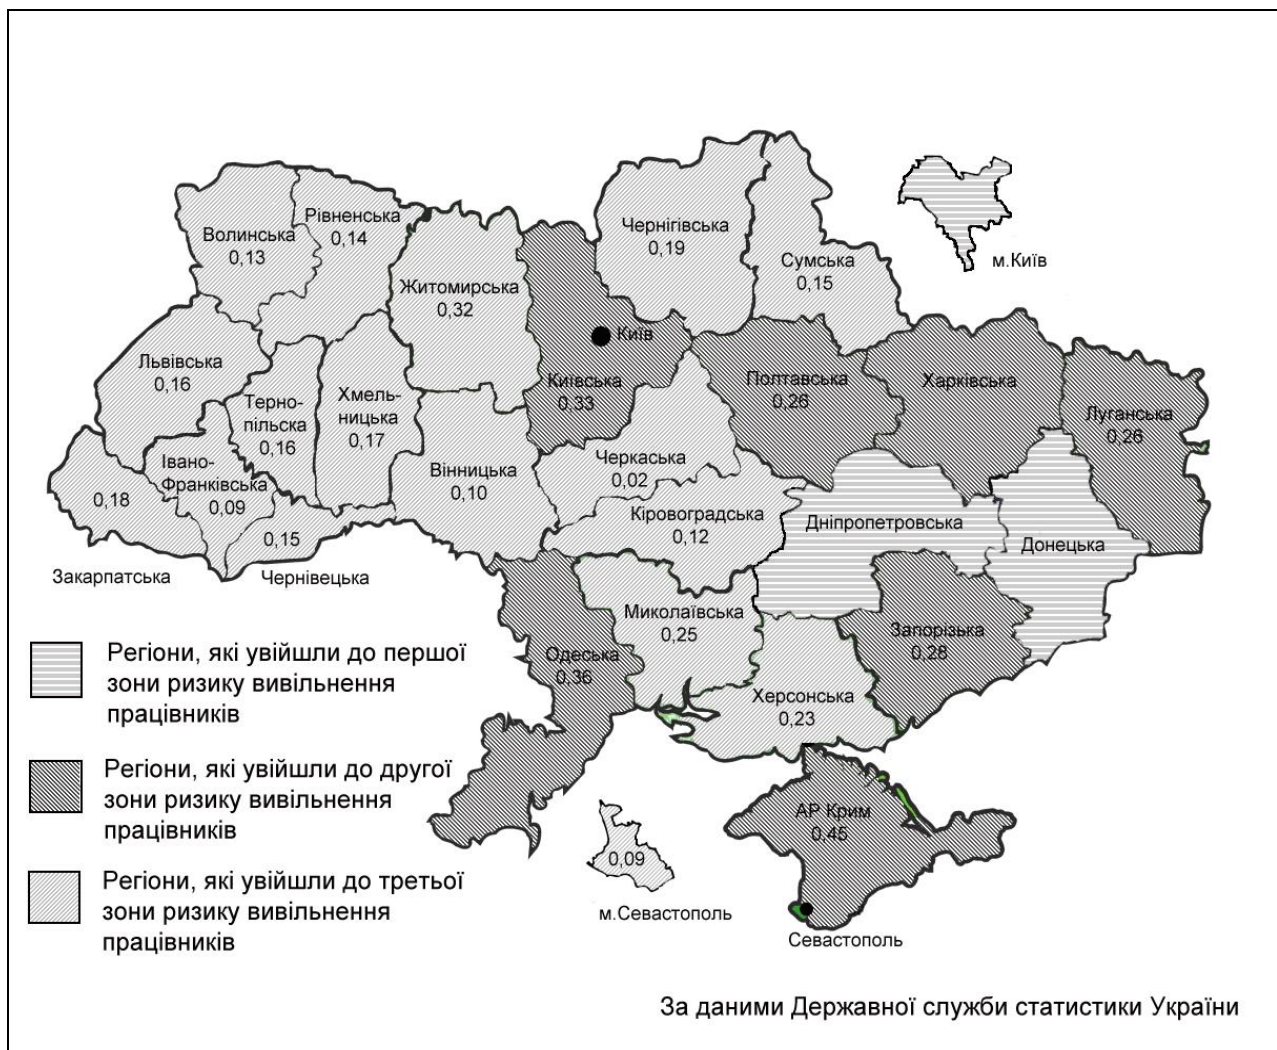 Чернігівська
0,19
Рівненська
0,14
Волинська
0,13
Сумська
0,15
м.Київ
Житомирська
0,32
Київ
Львівська
0,16
Київська
0,33
Полтавська
0,26
Харківська
Луганська
0,26
Терно-
пільска
0,16
Хмель-
ницька
0,17
Вінницька
0,10
Черкаська
0,02
Івано-
Франківська
0,09
0,18
0,15
Кіровоградська
0,12
Дніпропетровська
Донецька
Закарпатська
Чернівецька
Миколаївська
0,25
Запорізька
0,28
Одеська
0,36
Херсонська
0,23
Регіони, які увійшли до першої
зони ризику вивільнення
працівників
Регіони, які увійшли до другої
зони ризику вивільнення
працівників
Регіони, які увійшли до третьої
зони ризику вивільнення
працівників
АР Крим
0,45
0,09
м.Севастополь
Севастополь
За даними Державної служби статистики України